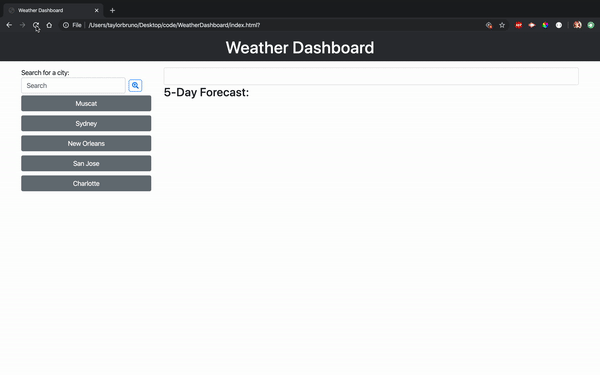 Weather Dashboard
File
/Users/taylorbruno/Desktop/code/WeatherDashboard/index.html?
Weather Dashboard
Search for a city:
Search
Muscat
Sydney
New Orleans
San Jose
Charlotte
5-Day Forecast: